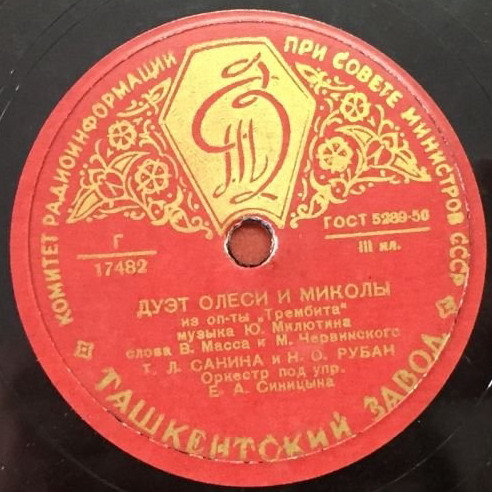 КОМИТЕТ РАДИОИНФОРМАЦИИ ПРИ СОВЕТЕ МИНИСТРОВ СССР
Г
17482
ГОСТ 5289-50
III кл.
ДУЭТ ОЛЕСИ И МИКОЛЫ
из оп-ты „Трембита"
музыка Ю. Милютина
слова В. Масса и М. Червинского
Т. Л. САНИНА и Н. О. РУБАН
Оркестр под упр.
Е. А. Синицына
ТАШКЕНТСКИЙ ЗАВОД